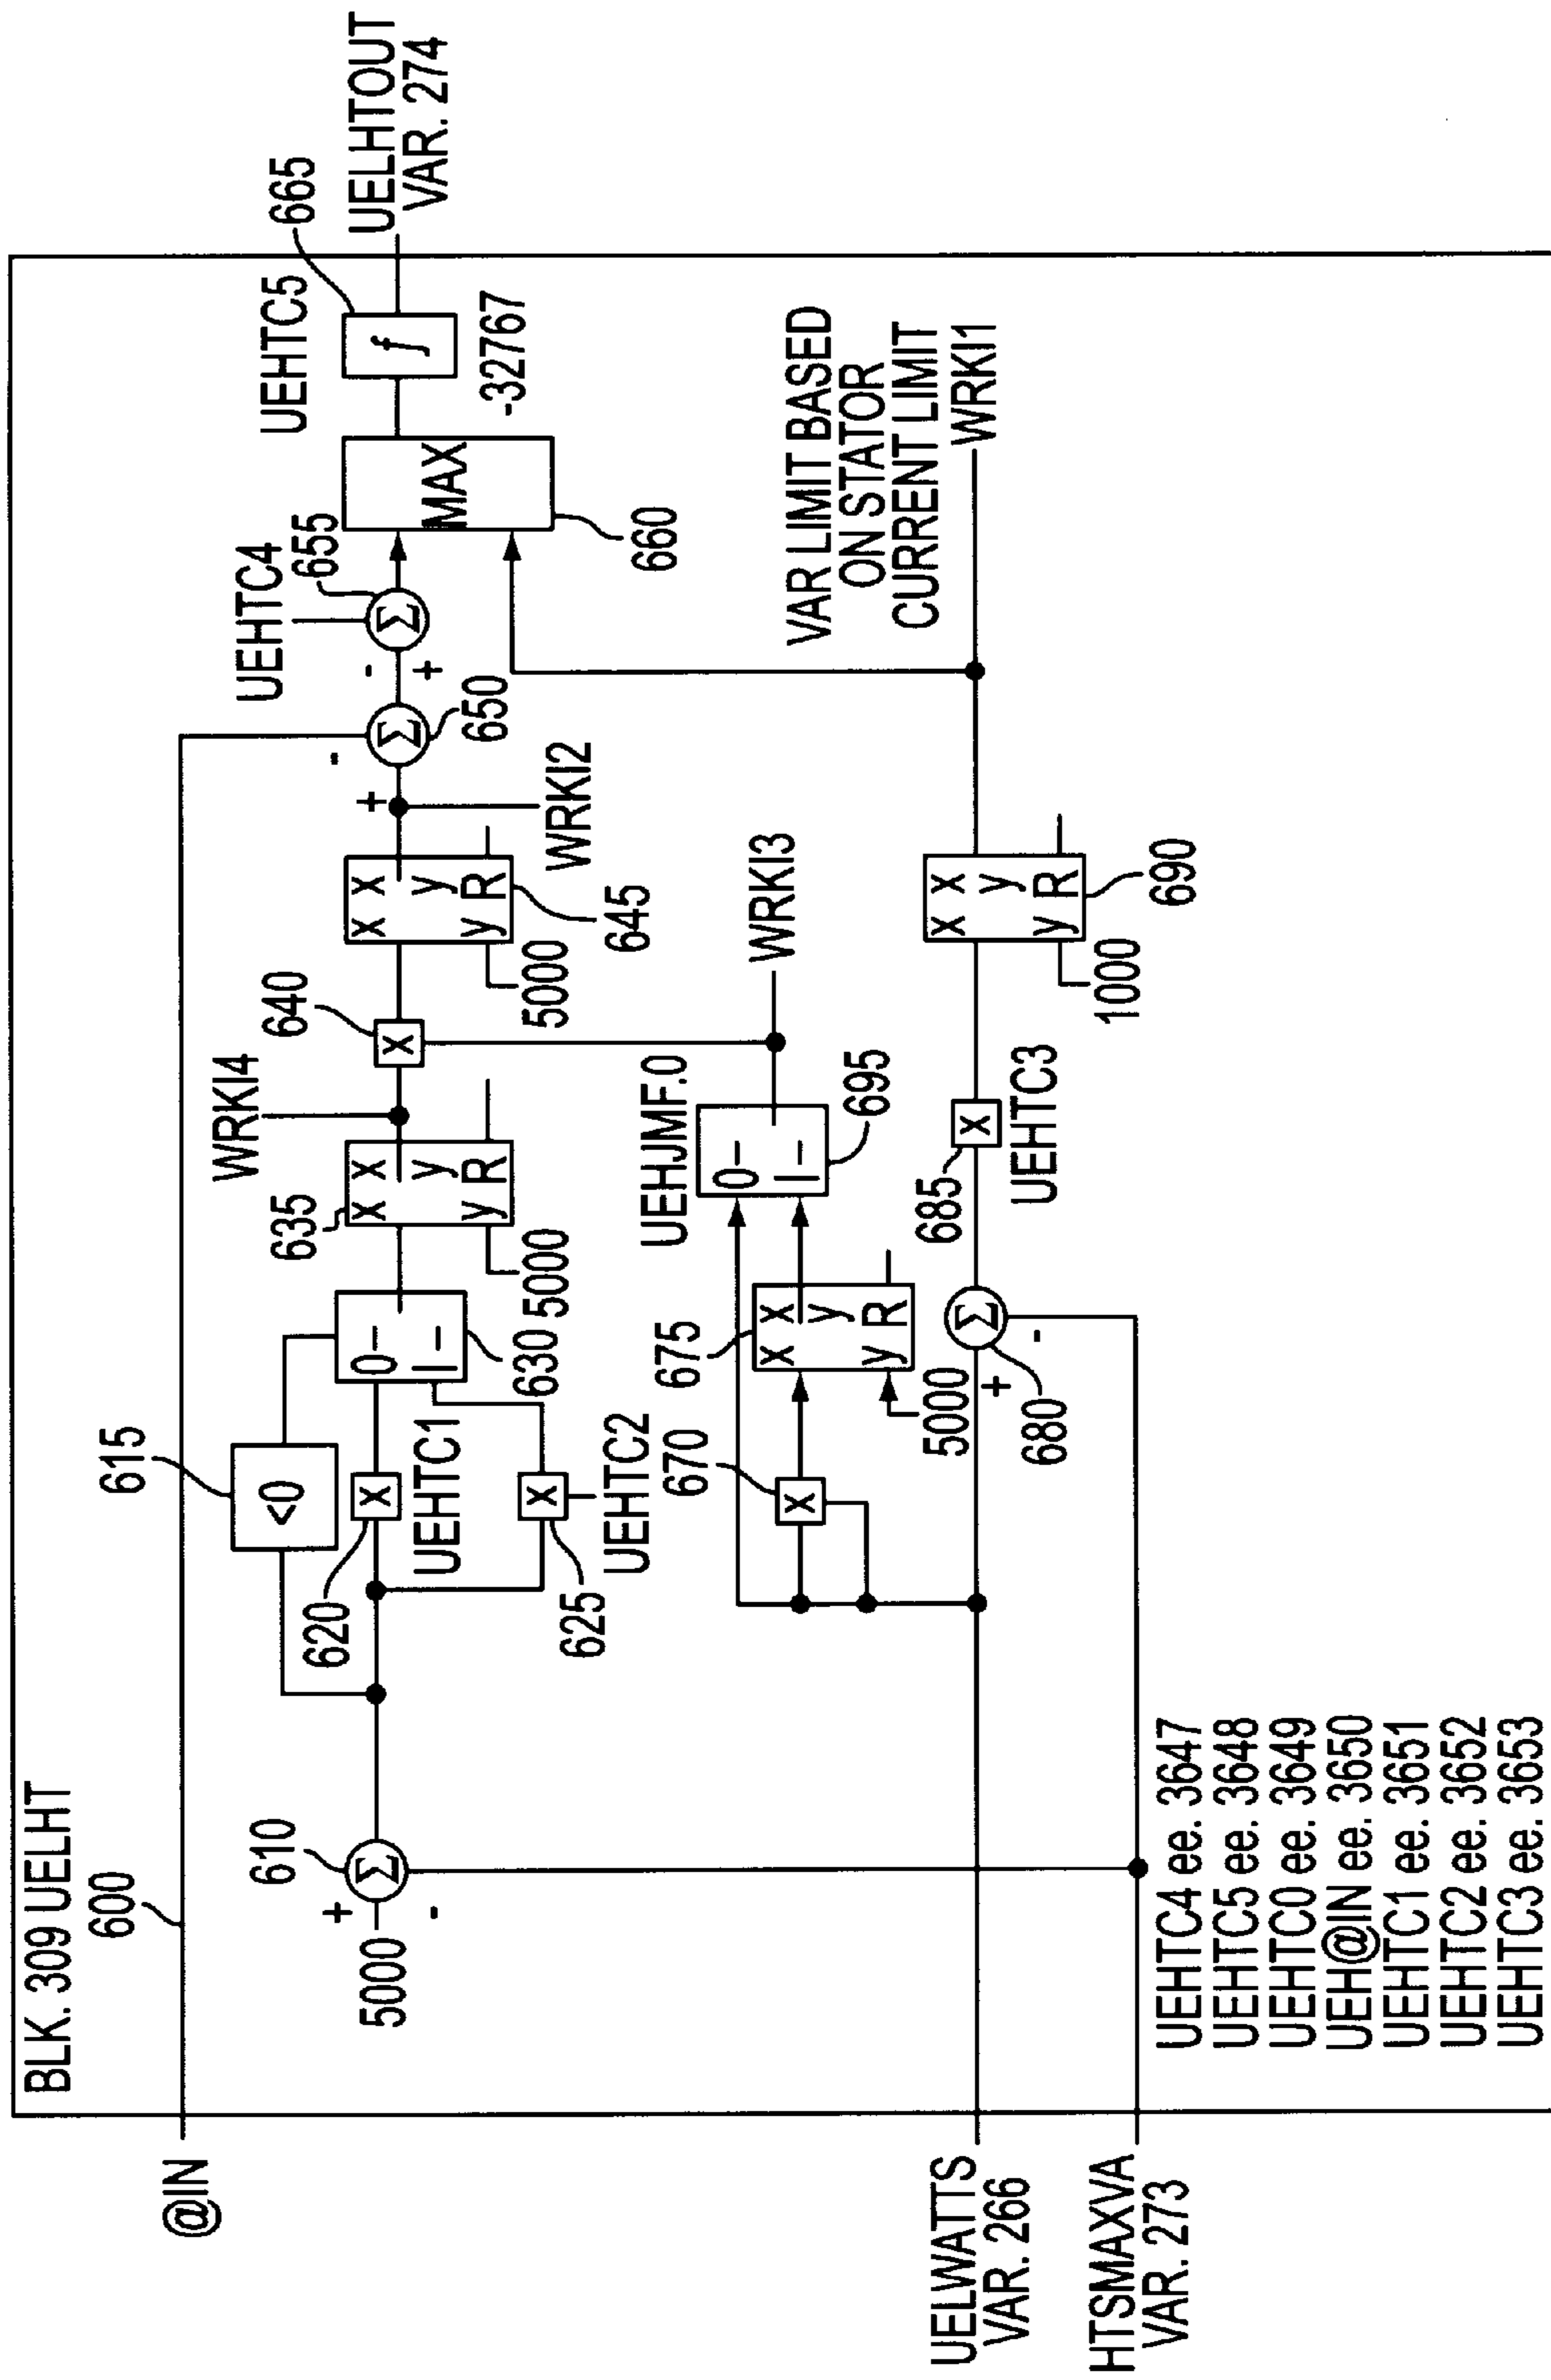 BLK. 309 UELHT
600
@IN
5000
+
-
610
615
<0
620
X
UEHTC1
625
X
UEHTC2
0-
I-
630
635
X X
y
y R
5000
WRKI4
640
X
X X
y
y R
5000
645
+
WRKI2
-
Σ
650
-
+
UEHTC4
655
Σ
MAX
660
UEHTC5
665
f
-32767
UELHTOUT
VAR. 274
670
X
675
X X
y
y R
5000
UEHJMF.0
0-
I-
695
WRKI3
UELWATTS
VAR. 266
+
Σ
-
680
685
X
UEHTC3
X X
y
y R
1000
690
VAR LIMIT BASED
ON STATOR
CURRENT LIMIT
WRKI1
HTSMAXVA
VAR. 273
Σ
UEHTC4 ee. 3647
UEHTC5 ee. 3648
UEHTC0 ee. 3649
UEH@IN ee. 3650
UEHTC1 ee. 3651
UEHTC2 ee. 3652
UEHTC3 ee. 3653